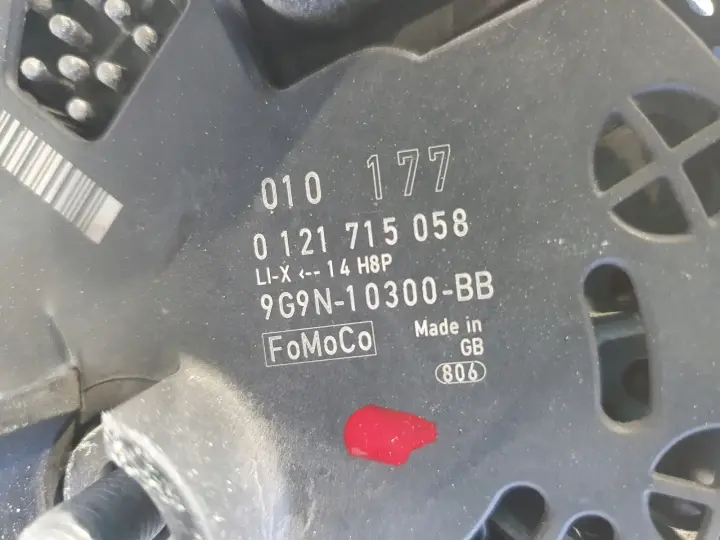 010 177
0 121 715 058
LI-X <-- 14 H8P
9G9N-10300-BB
FoMoCo
Made in
GB
806